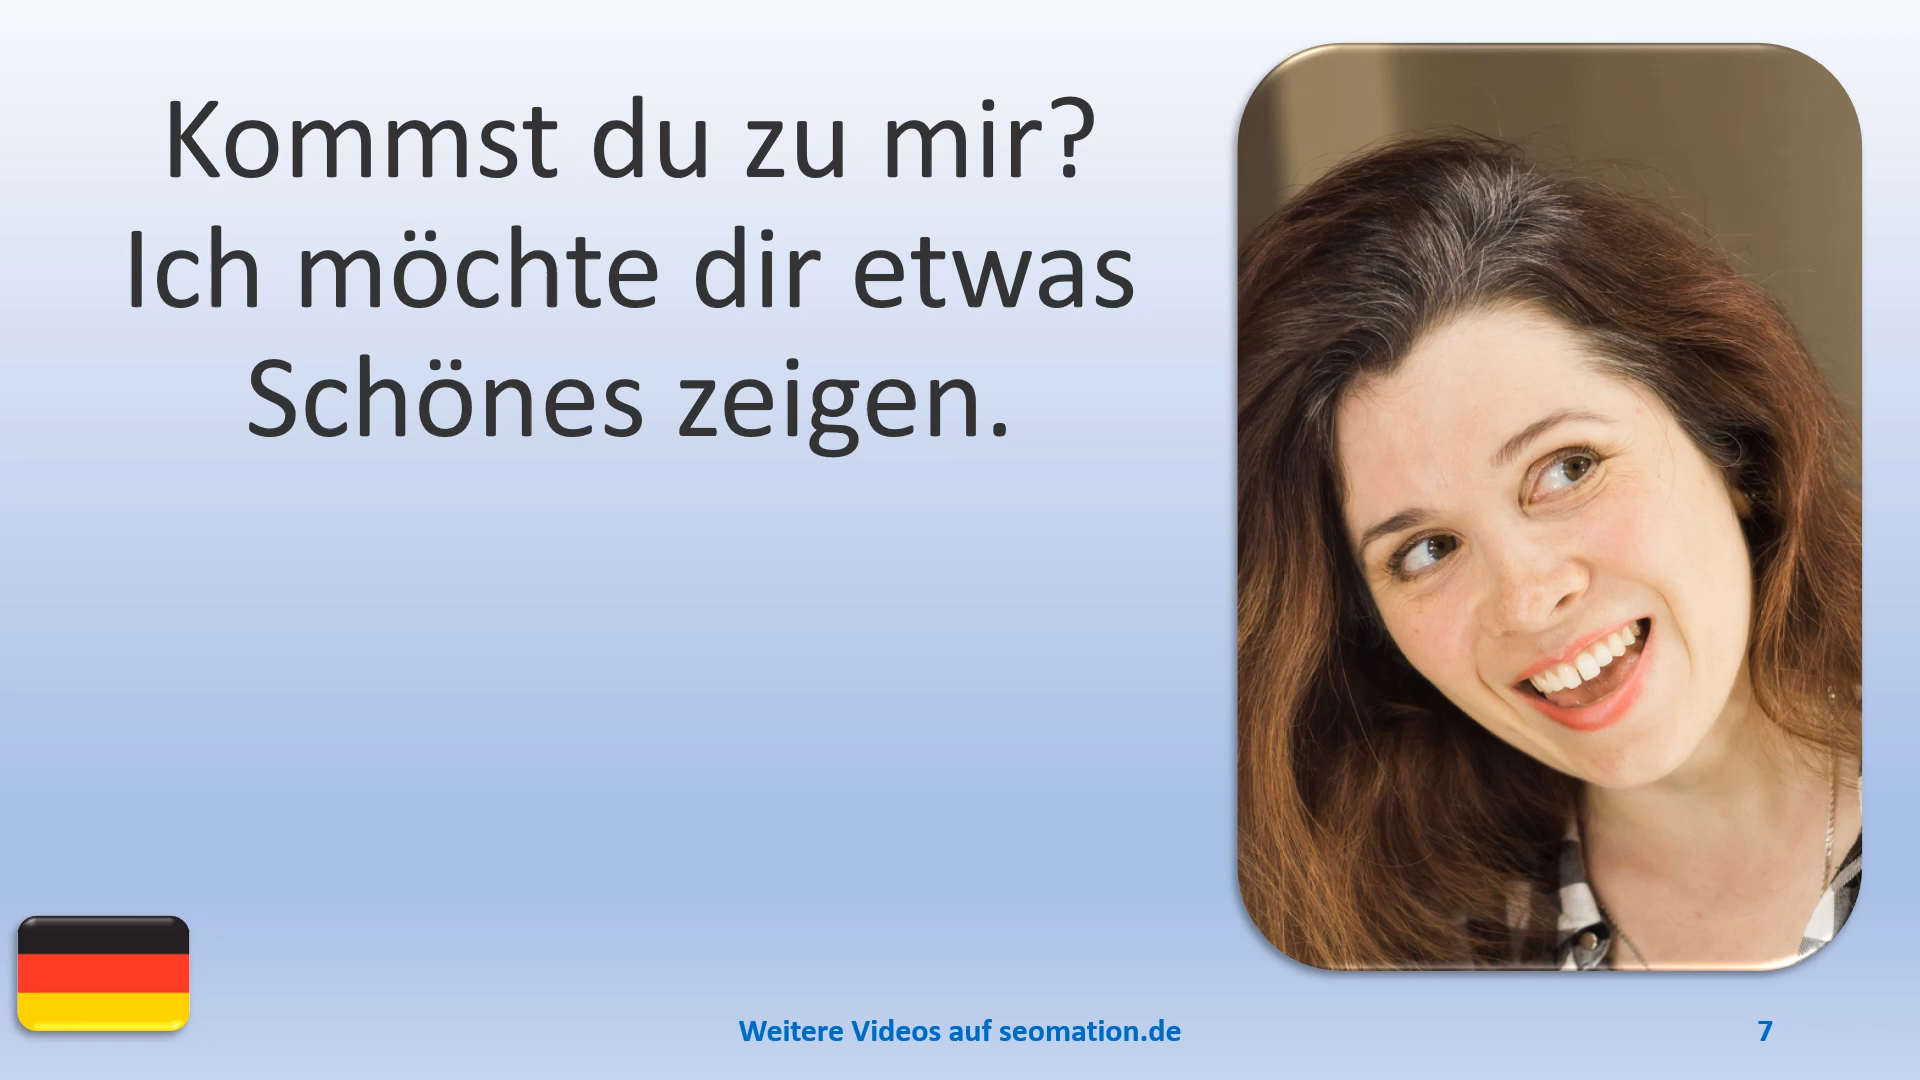 Kommst du zu mir?
Ich möchte dir etwas
Schönes zeigen.
Weitere Videos auf seomation.de
7